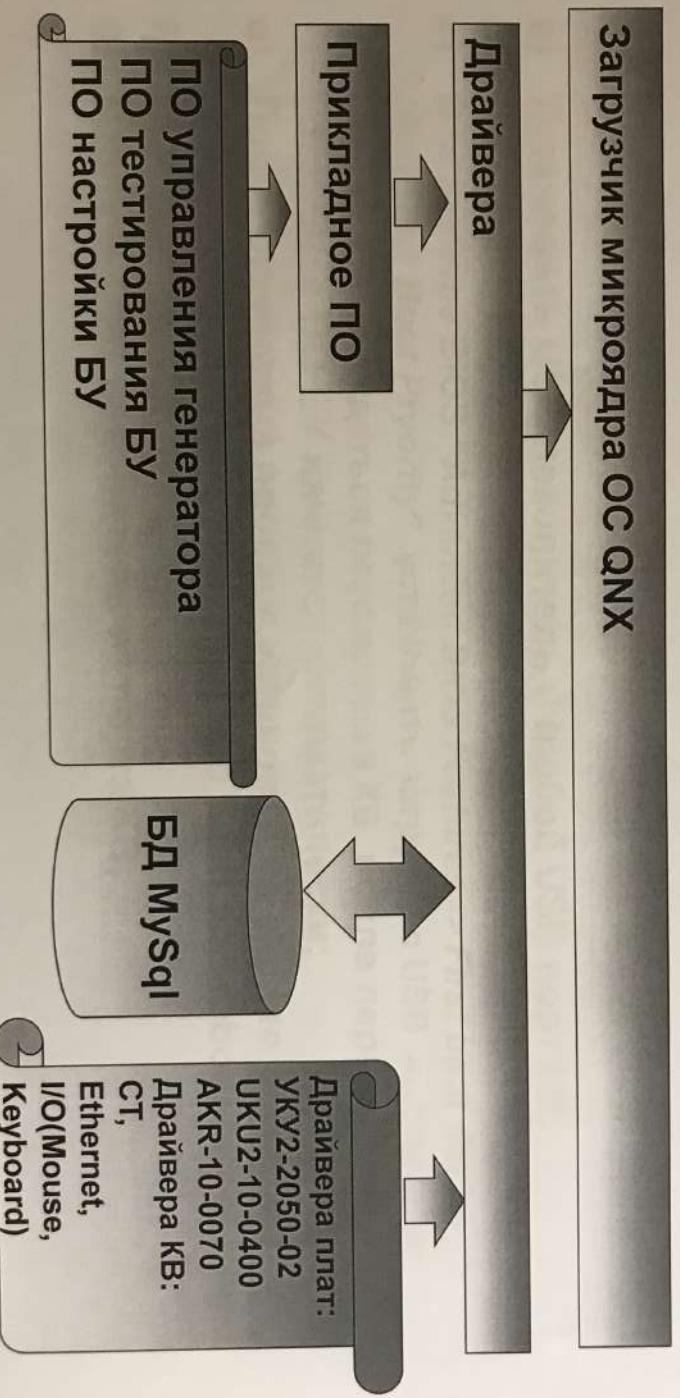 Загрузчик микроядра ОС QNX
Драйвера
Прикладное ПО
ПО управления генератора
ПО тестирования БУ
ПО настройки БУ
БД MySql
Драйвера плат:
УКУ2-2050-02
UKU2-10-0400
AKR-10-0070
Драйвера КВ:
СТ,
Ethernet,
I/O(Mouse,
Keyboard)